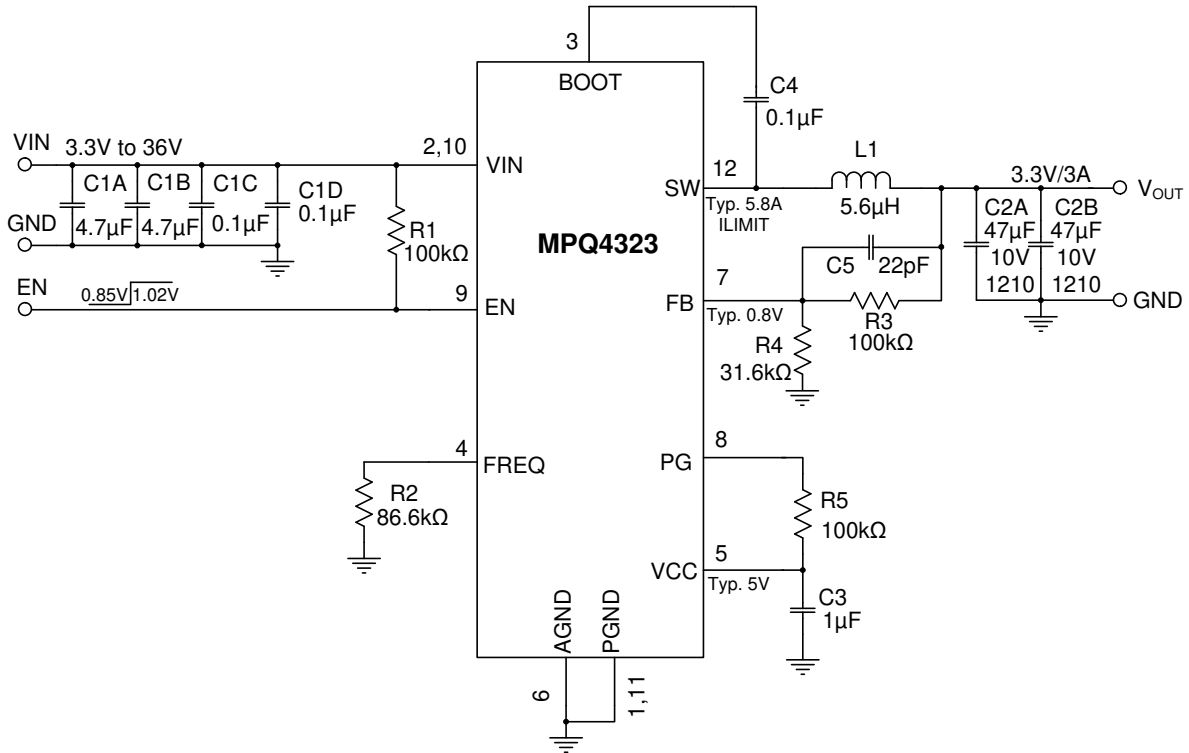 3
BOOT
C4
0.1µF
VIN
3.3V to 36V
2,10
VIN
C1A
C1B
C1C
C1D
0.1µF
4.7µF
4.7µF
0.1µF
GND
R1
100kΩ
EN
0.85V
1.02V
9
EN
MPQ4323
12
SW
Typ. 5.8A
ILIMIT
L1
5.6µH
3.3V/3A
VOUT
C2A
47µF
10V
1210
C2B
47µF
10V
1210
GND
C5
22pF
7
FB
Typ. 0.8V
R3
100kΩ
R4
31.6kΩ
4
FREQ
R2
86.6kΩ
8
PG
R5
100kΩ
5
VCC
Typ. 5V
C3
1µF
AGND
PGND
6
1,11